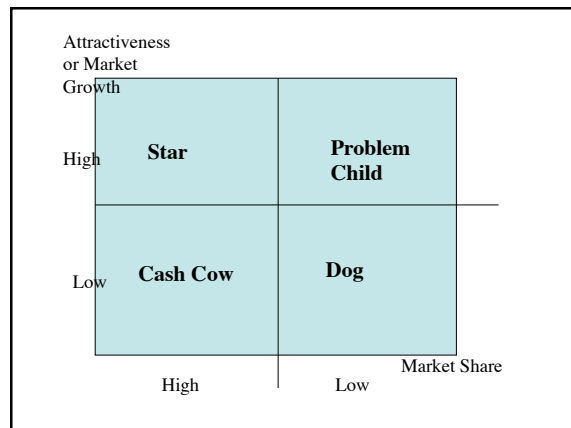 Attractiveness
or Market
Growth
High
Star
Problem
Child
Low
Cash Cow
Dog
Market Share
High
Low